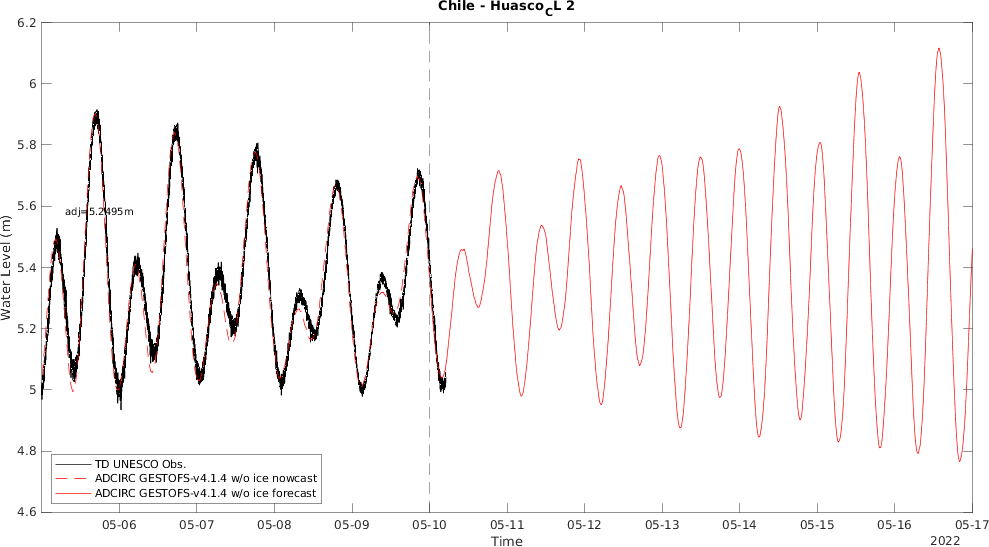 Chile - Huasco_CL 2
Water Level (m)
6.2
6
5.8
5.6
5.4
5.2
5
4.8
4.6
adj=5.2495m
TD UNESCO Obs.
ADCIRC GESTOFS-v4.1.4 w/o ice nowcast
ADCIRC GESTOFS-v4.1.4 w/o ice forecast
05-06 05-07 05-08 05-09 05-10 05-11 05-12 05-13 05-14 05-15 05-16 05-17
Time
2022